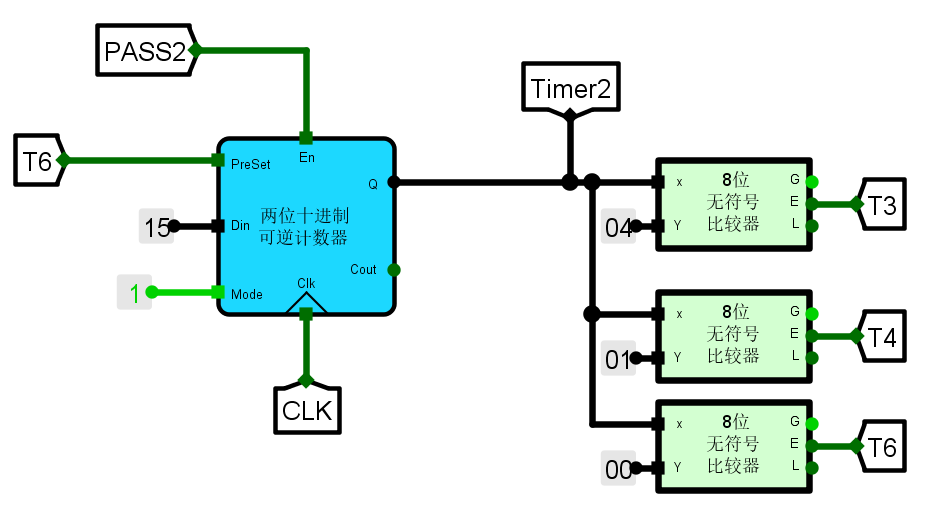 PASS2
T6
PreSet
En
Q
Din
两位十进制
可逆计数器
15
Cout
Mode
1
Clk
CLK
Timer2
x
8位
G
无符号
E
Y
比较器
L
04
T3
x
8位
G
无符号
E
Y
比较器
L
01
T4
x
8位
G
无符号
E
Y
比较器
L
00
T6